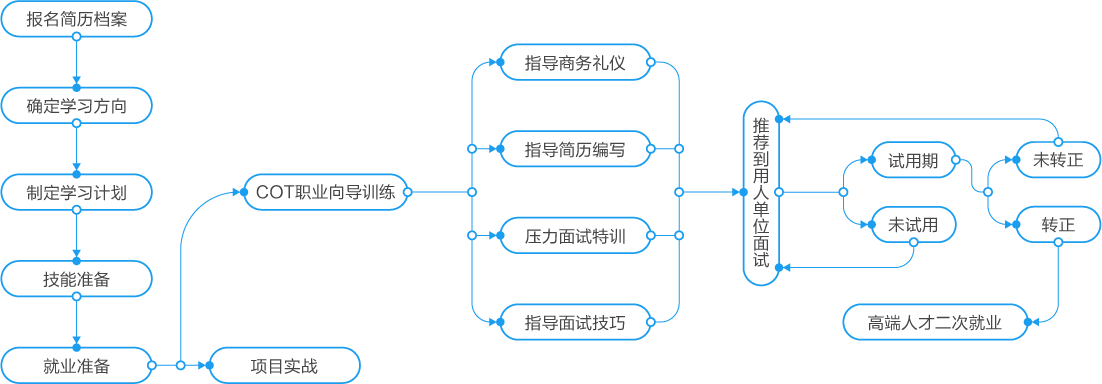 报名简历档案
确定学习方向
制定学习计划
技能准备
就业准备
项目实战
COT职业向导训练
指导商务礼仪
指导简历编写
压力面试特训
指导面试技巧
推荐到用人单位面试
试用期
未试用
未转正
转正
高端人才二次就业